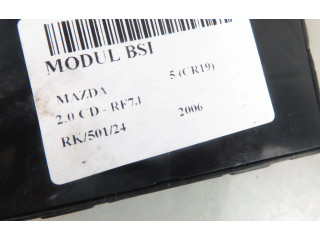 MODUL BSI
MAZDA 5 (CR19)
2.0 CD - RF7J
2006
RK/501/24